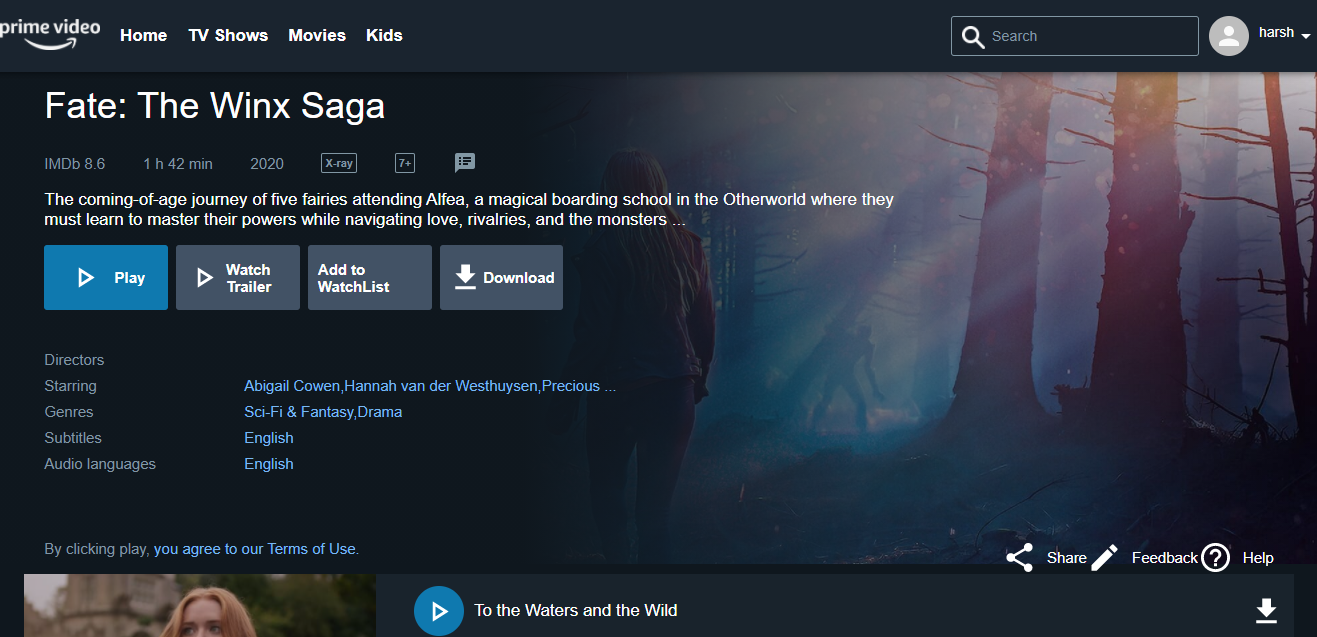 prime video Home TV Shows Movies Kids Search harsh
Fate: The Winx Saga
IMDb 8.6 1 h 42 min 2020 X-ray 7+
The coming-of-age journey of five fairies attending Alfea, a magical boarding school in the Otherworld where they
must learn to master their powers while navigating love, rivalries, and the monsters ...
Play
Watch
Trailer
Add to
WatchList
Download
Directors
Starring Abigail Cowen,Hannah van der Westhuysen,Precious ...
Genres Sci-Fi & Fantasy,Drama
Subtitles English
Audio languages English
By clicking play, you agree to our Terms of Use.
Share Feedback ? Help
To the Waters and the Wild